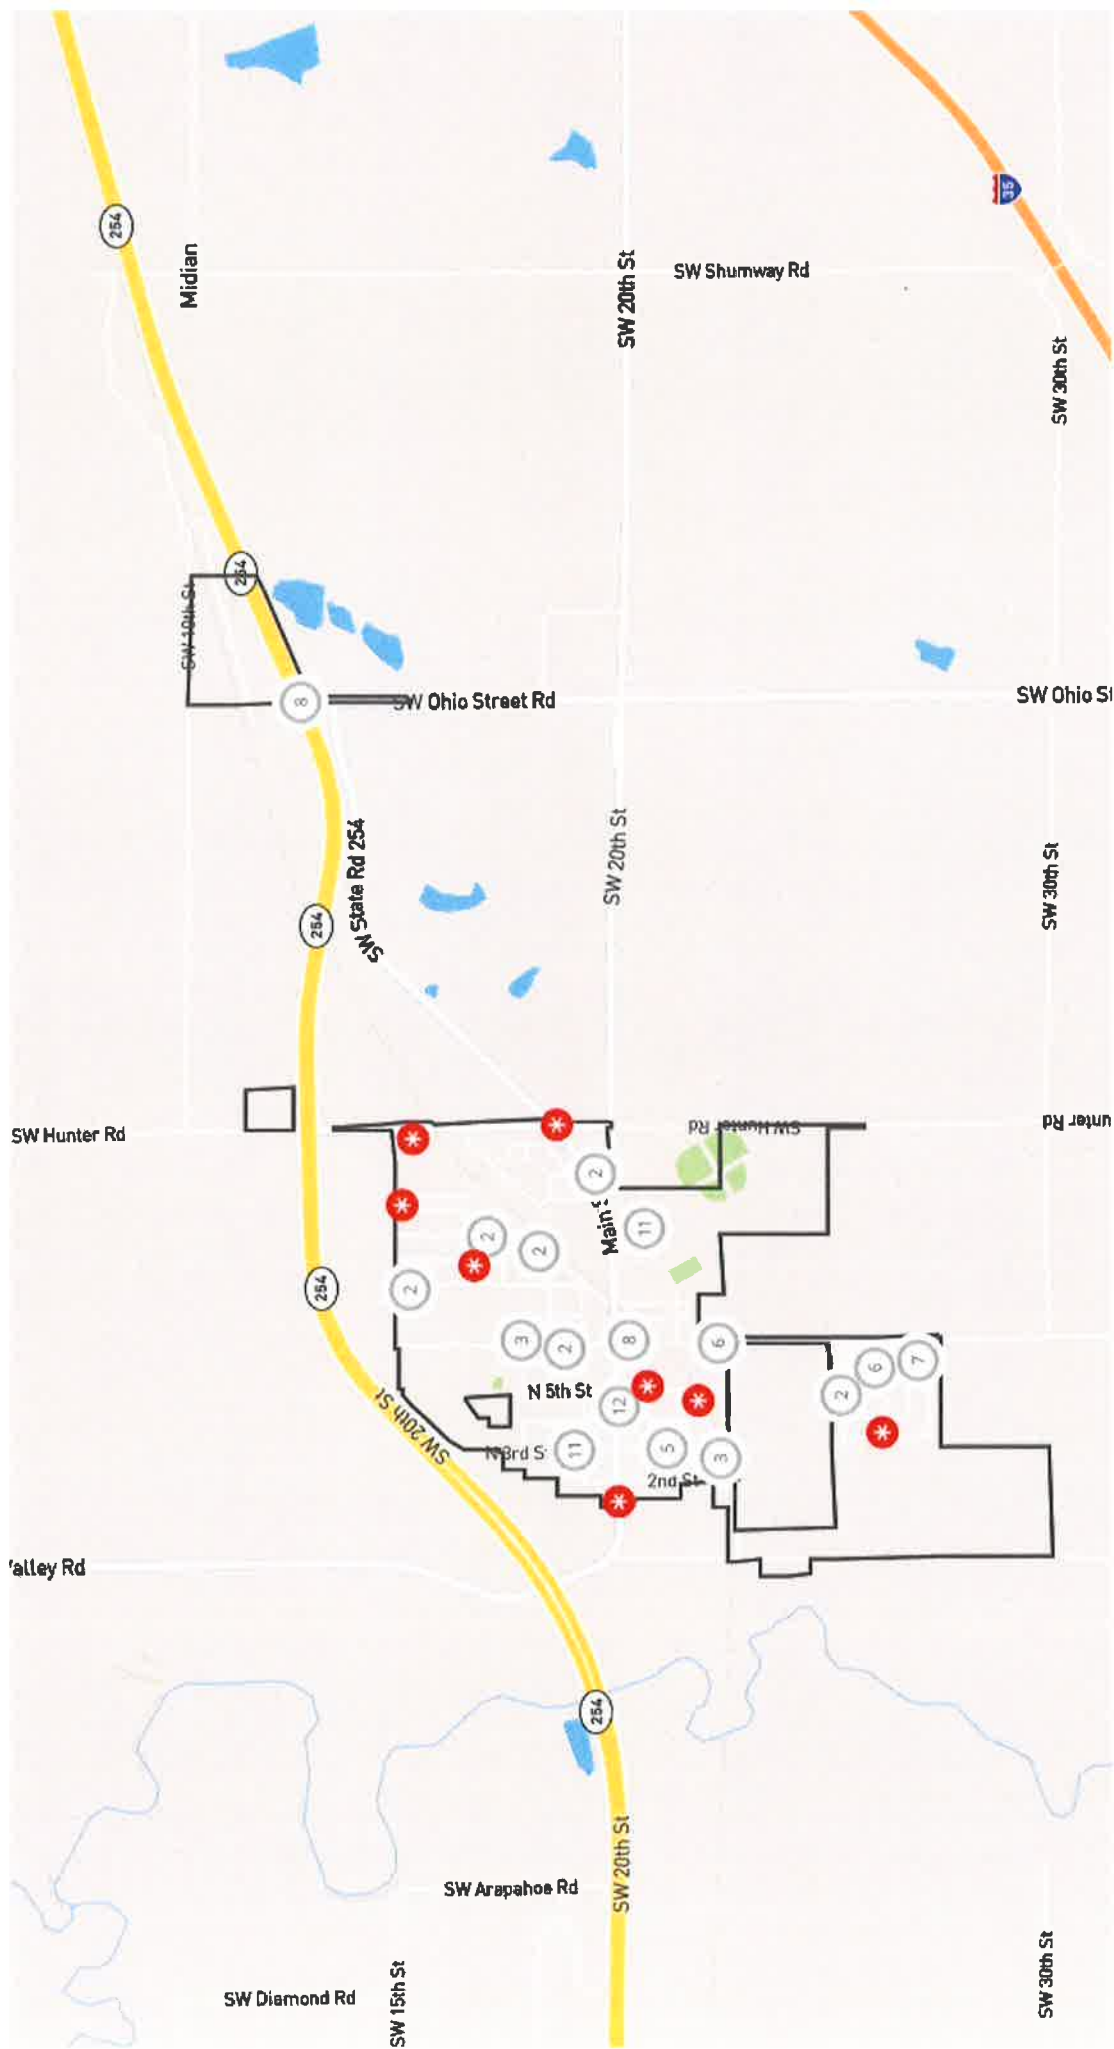 35
254
Midian
SW 20th St
SW Shumway Rd
SW 30th St
254
SW 10th St
8
SW Ohio Street Rd
SW Ohio St
SW 20th St
SW State Rd 254
SW 30th St
254
SW Hunter Rd
SW Hunter Rd
unter Rd
2
Main S
11
2
2
2
254
3
2
8
6
7
6
2
N 5th St
12
SW 20th St
11
N 3rd S
5
3
2nd St
alley Rd
254
SW 20th St
SW Arapahoe Rd
SW Diamond Rd
SW 15th St
SW 30th St